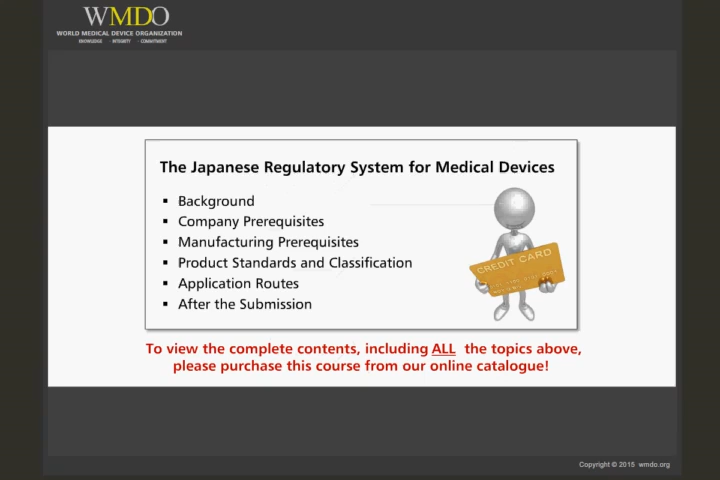 WMDO
WORLD MEDICAL DEVICE ORGANIZATION
KNOWLEDGE - INTEGRITY - COMMITMENT
The Japanese Regulatory System for Medical Devices
▪ Background
▪ Company Prerequisites
▪ Manufacturing Prerequisites
▪ Product Standards and Classification
▪ Application Routes
▪ After the Submission
CREDIT CARD
To view the complete contents, including ALL the topics above,
please purchase this course from our online catalogue!
Copyright © 2015 wmdo.org